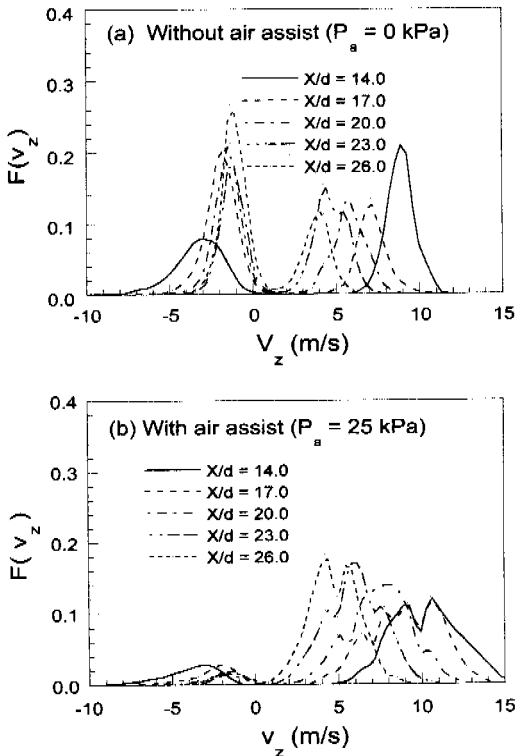 (a) Without air assist (P_a = 0 kPa)
X/d = 14.0
X/d = 17.0
X/d = 20.0
X/d = 23.0
X/d = 26.0
F(v_z)
0.4
0.3
0.2
0.1
0.0
-10 -5 0 5 10 15
V_z (m/s)
(b) With air assist (P_a = 25 kPa)
X/d = 14.0
X/d = 17.0
X/d = 20.0
X/d = 23.0
X/d = 26.0
F(v_z)
0.4
0.3
0.2
0.1
0.0
-10 -5 0 5 10 15
v_z (m/s)